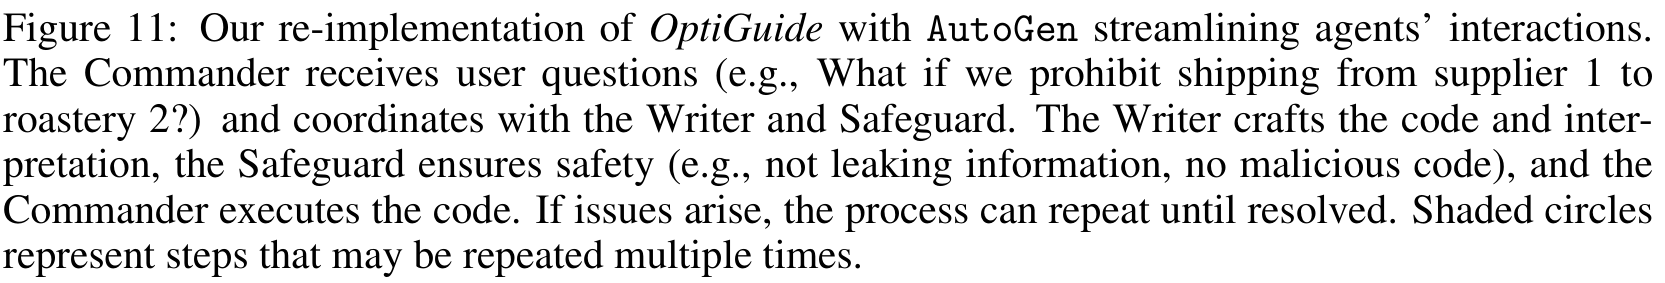 Figure 11: Our re-implementation of OptiGuide with AutoGen streamlining agents' interactions.
The Commander receives user questions (e.g., What if we prohibit shipping from supplier 1 to
roastery 2?) and coordinates with the Writer and Safeguard. The Writer crafts the code and inter-
pretation, the Safeguard ensures safety (e.g., not leaking information, no malicious code), and the
Commander executes the code. If issues arise, the process can repeat until resolved. Shaded circles
represent steps that may be repeated multiple times.